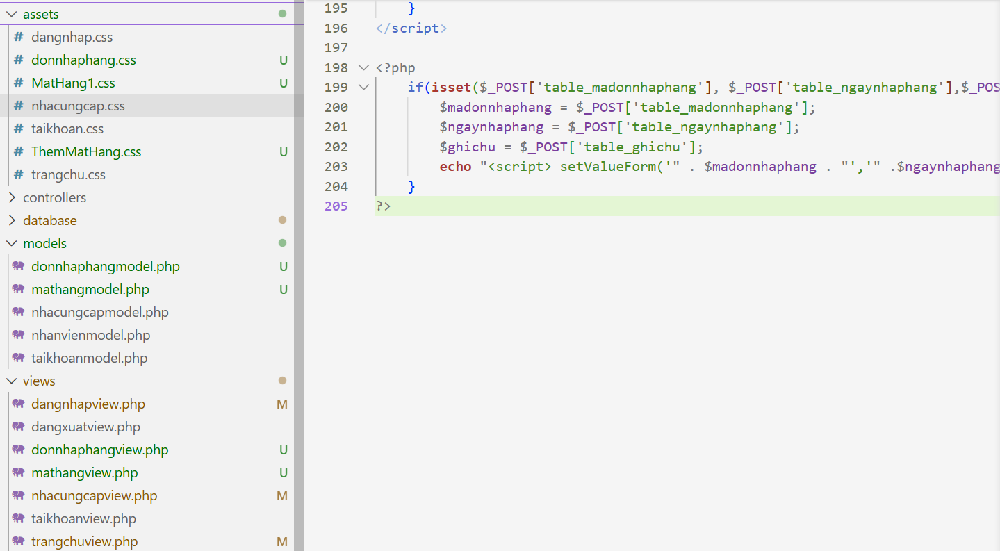 assets
# dangnhap.css
# donnhaphang.css U
# MatHang1.css U
# nhacungcap.css
# taikhoan.css
# ThemMatHang.css U
# trangchu.css
controllers
database
models
donnhaphangmodel.php U
mathangmodel.php U
nhacungcapmodel.php
nhanvienmodel.php
taikhoanmodel.php
views
dangnhapview.php M
dangxuatview.php
donnhaphangview.php U
mathangview.php U
nhacungcapview.php M
taikhoanview.php
trangchuview.php M
195 }
196 </script>
197
198 <?php
199 if(isset($_POST['table_madonnhaphang'], $_POST['table_ngaynhaphang'],$_POS
200 $madonnhaphang = $_POST['table_madonnhaphang'];
201 $ngaynhaphang = $_POST['table_ngaynhaphang'];
202 $ghichu = $_POST['table_ghichu'];
203 echo "<script> setValueForm('" . $madonnhaphang . "','" .$ngaynhaphang
204 }
205 ?>